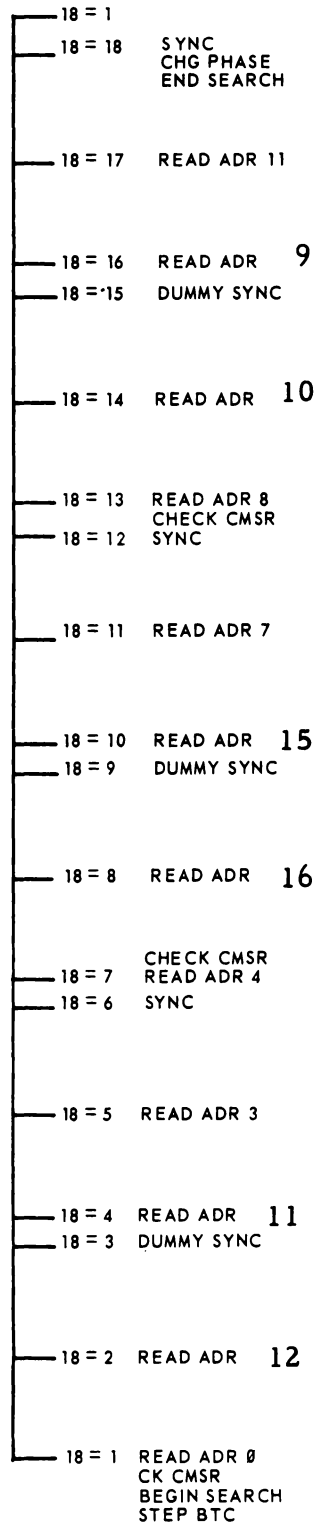 18 = 1
18 = 18 SYNC
CHG PHASE
END SEARCH
18 = 17 READ ADR 11
18 = 16 READ ADR 9
18 = 15 DUMMY SYNC
18 = 14 READ ADR 10
18 = 13 READ ADR 8
CHECK CMSR
18 = 12 SYNC
18 = 11 READ ADR 7
18 = 10 READ ADR 15
18 = 9 DUMMY SYNC
18 = 8 READ ADR 16
CHECK CMSR
18 = 7 READ ADR 4
18 = 6 SYNC
18 = 5 READ ADR 3
18 = 4 READ ADR 11
18 = 3 DUMMY SYNC
18 = 2 READ ADR 12
18 = 1 READ ADR Ø
CK CMSR
BEGIN SEARCH
STEP BTC